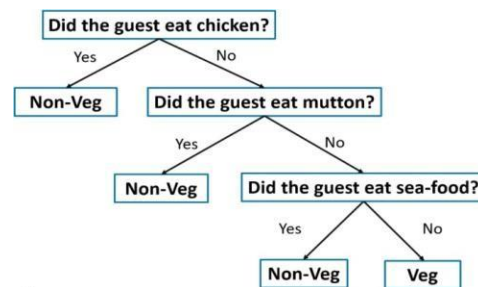 Did the guest eat chicken?
Yes
No
Non-Veg
Did the guest eat mutton?
Yes
No
Non-Veg
Did the guest eat sea-food?
Yes
No
Non-Veg
Veg